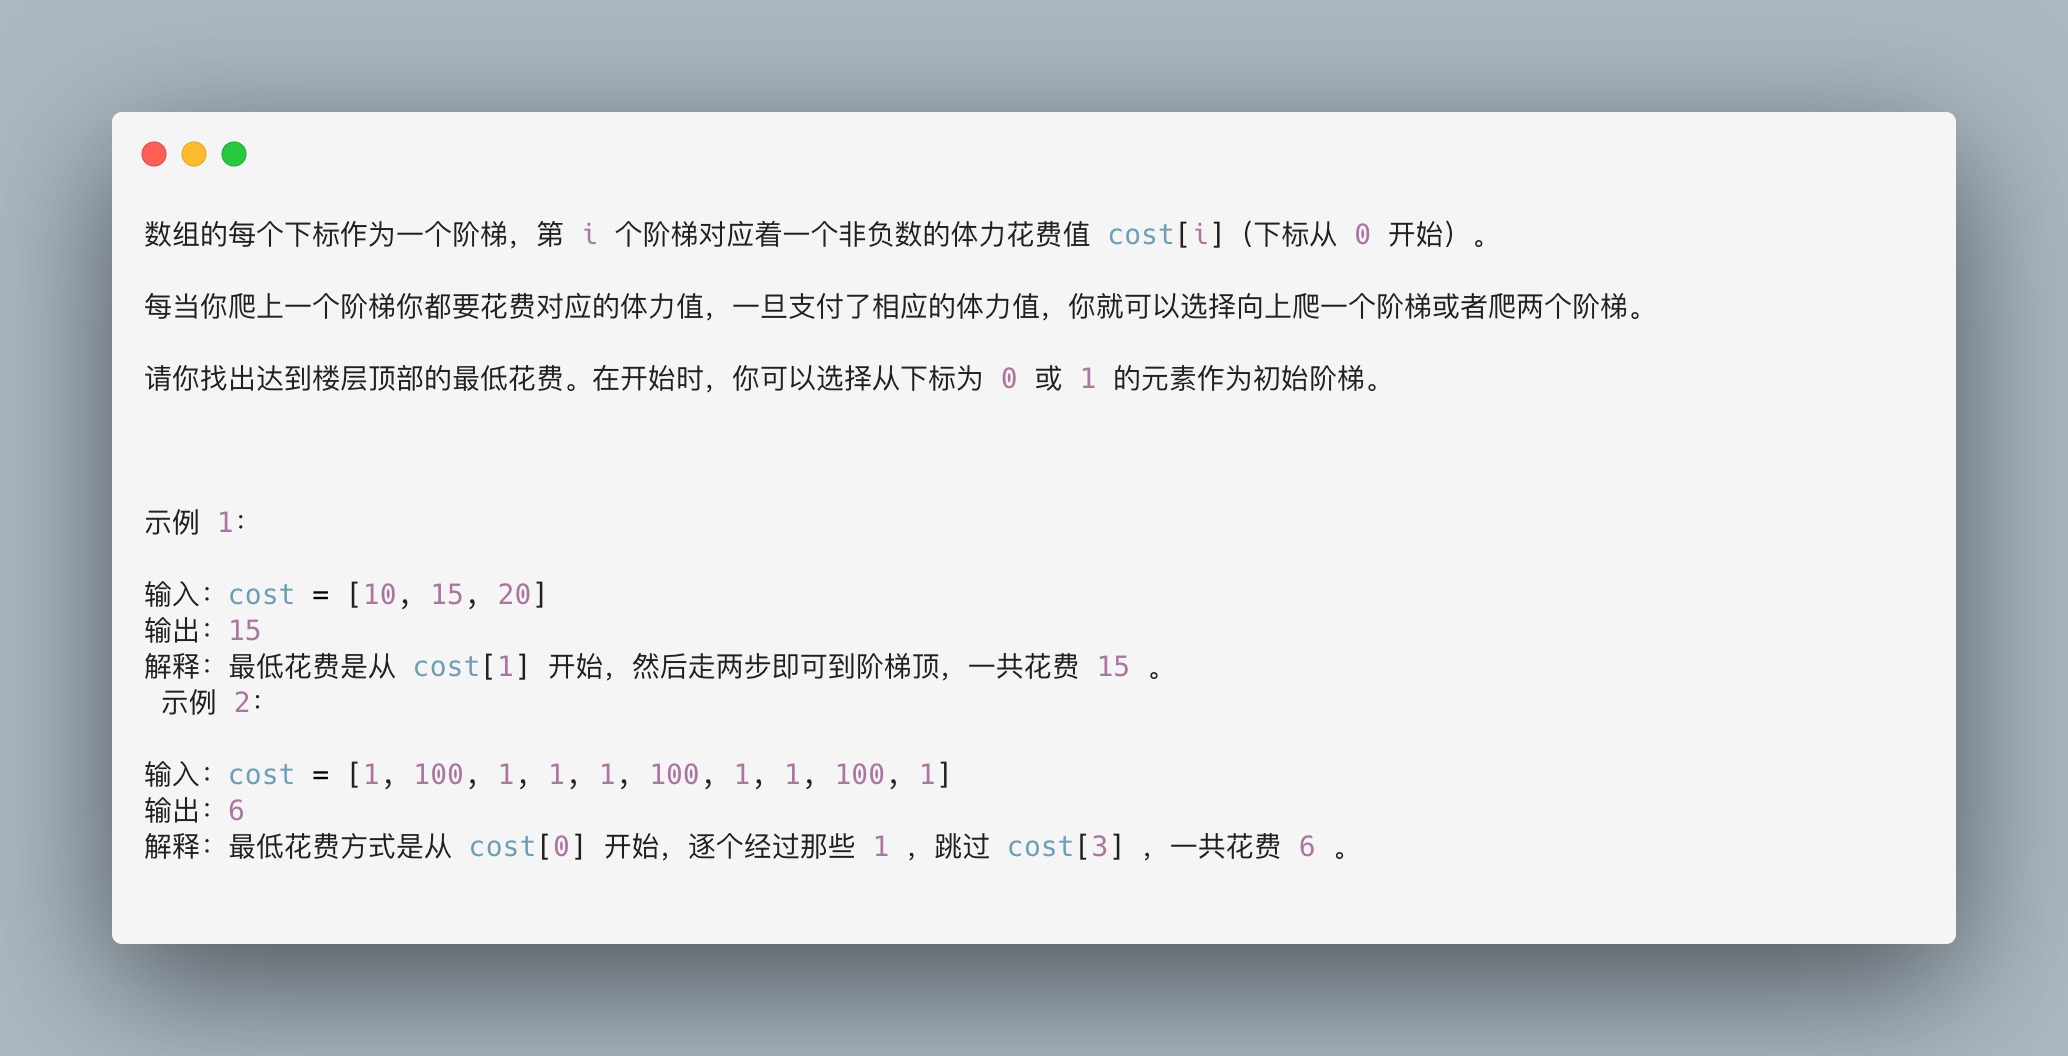 数组的每个下标作为一个阶梯，第 i 个阶梯对应着一个非负数的体力花费值 cost[i]（下标从 0 开始）。
每当你爬上一个阶梯你都要花费对应的体力值，一旦支付了相应的体力值，你就可以选择向上爬一个阶梯或者爬两个阶梯。
请你找出达到楼层顶部的最低花费。在开始时，你可以选择从下标为 0 或 1 的元素作为初始阶梯。
示例 1：
输入：cost = [10, 15, 20]
输出：15
解释：最低花费是从 cost[1] 开始，然后走两步即可到阶梯顶，一共花费 15 。
示例 2：
输入：cost = [1, 100, 1, 1, 1, 100, 1, 1, 100, 1]
输出：6
解释：最低花费方式是从 cost[0] 开始，逐个经过那些 1 ，跳过 cost[3] ，一共花费 6 。